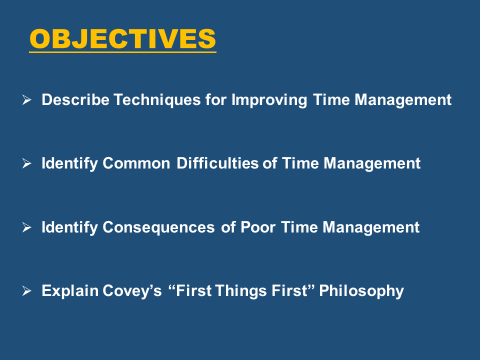 OBJECTIVES
➢ Describe Techniques for Improving Time Management
➢ Identify Common Difficulties of Time Management
➢ Identify Consequences of Poor Time Management
➢ Explain Covey’s “First Things First” Philosophy